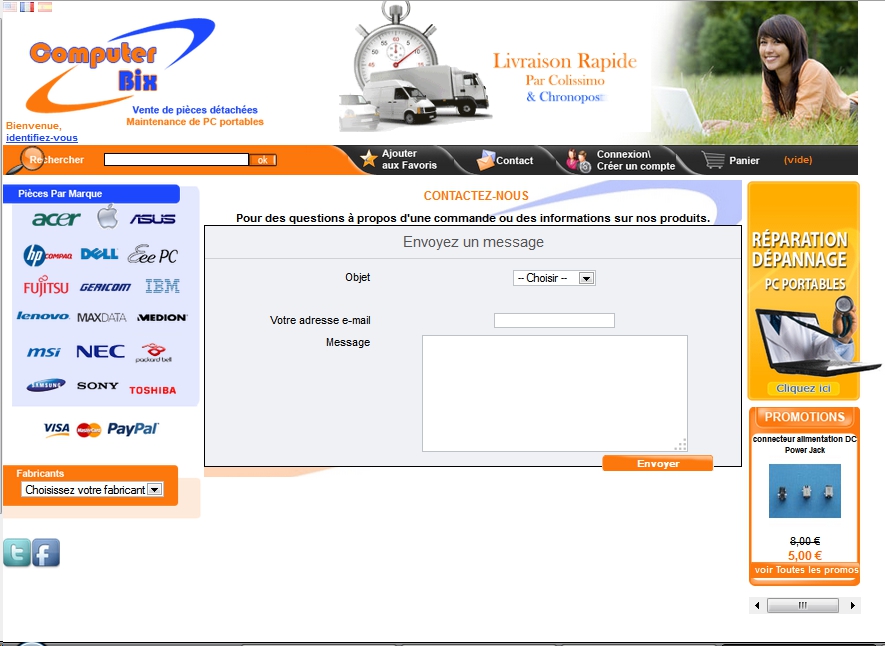 Computer
Bix
Vente de pièces détachées
Maintenance de PC portables
Bienvenue,
identifiez-vous
Livraison Rapide
Par Colissimo
& Chronopost
Rechercher
ok
Ajouter
aux Favoris
Contact
Connexion\
Créer un compte
Panier
(vide)
Pièces Par Marque
acer
ASUS
hp COMPAQ
DELL
Eee PC
FUJITSU
GERICOM
IBM
lenovo
MAXDATA
MEDION
msi
NEC
packard bell
SAMSUNG
SONY
TOSHIBA
VISA
MasterCard
PayPal
Fabricants
Choisissez votre fabricant
CONTACTEZ-NOUS
Pour des questions à propos d'une commande ou des informations sur nos produits.
Envoyez un message
Objet
-- Choisir --
Votre adresse e-mail
Message
Envoyer
RÉPARATION
DÉPANNAGE
PC PORTABLES
Cliquez ici
PROMOTIONS
connecteur alimentation DC
Power Jack
8,00 €
5,00 €
voir Toutes les promos